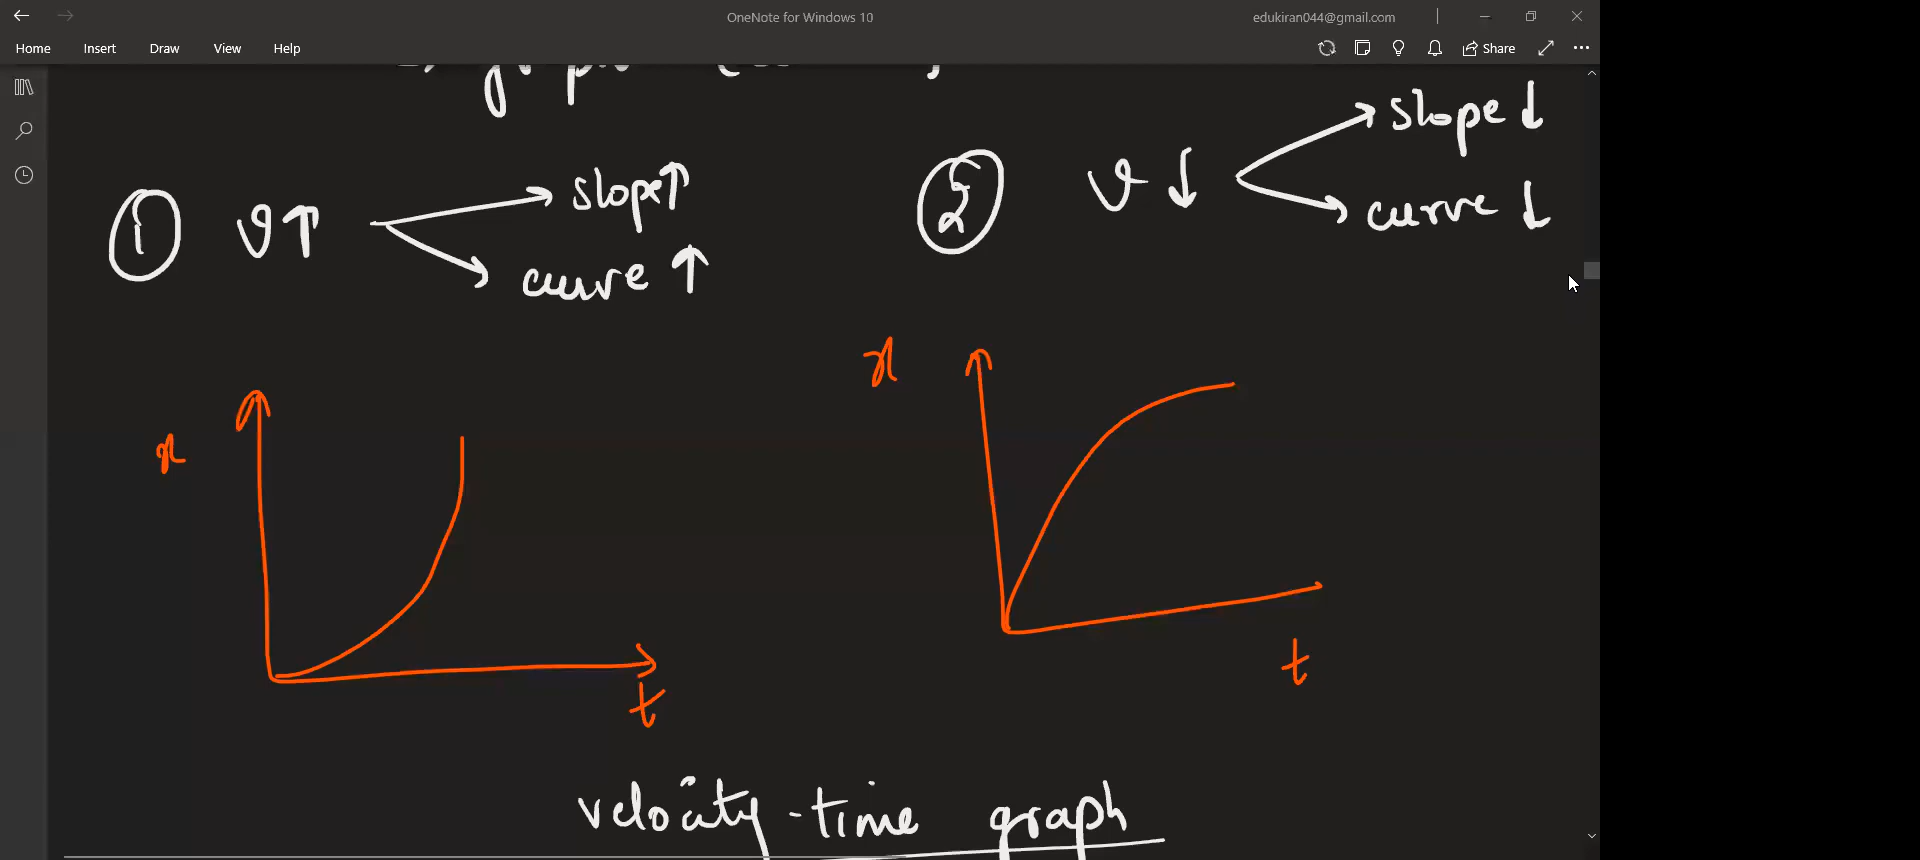 OneNote for Windows 10
edukiran044@gmail.com
Home Insert Draw View Help
Share
① v↑ → slope↑
→ curve ↑
② v ↓ → slope ↓
→ curve ↓
x
t
x
t
velocity-time graph